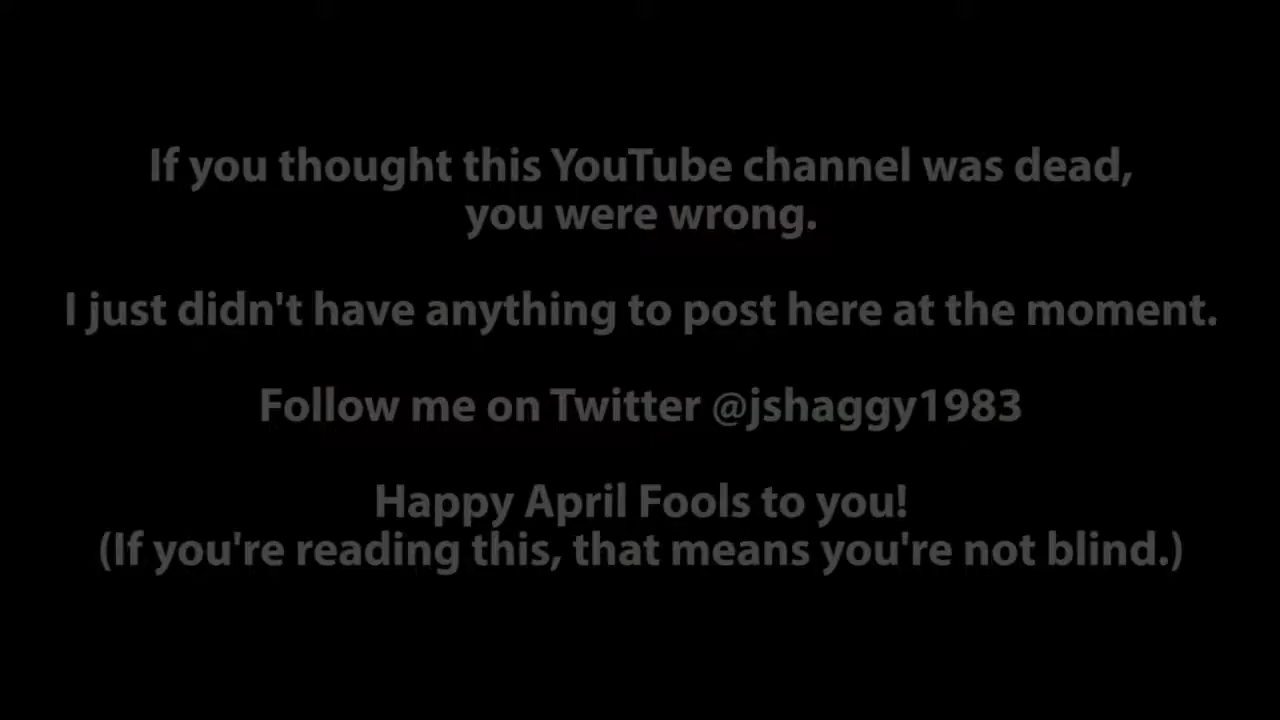 If you thought this YouTube channel was dead,
you were wrong.
I just didn't have anything to post here at the moment.
Follow me on Twitter @jshaggy1983
Happy April Fools to you!
(If you're reading this, that means you're not blind.)